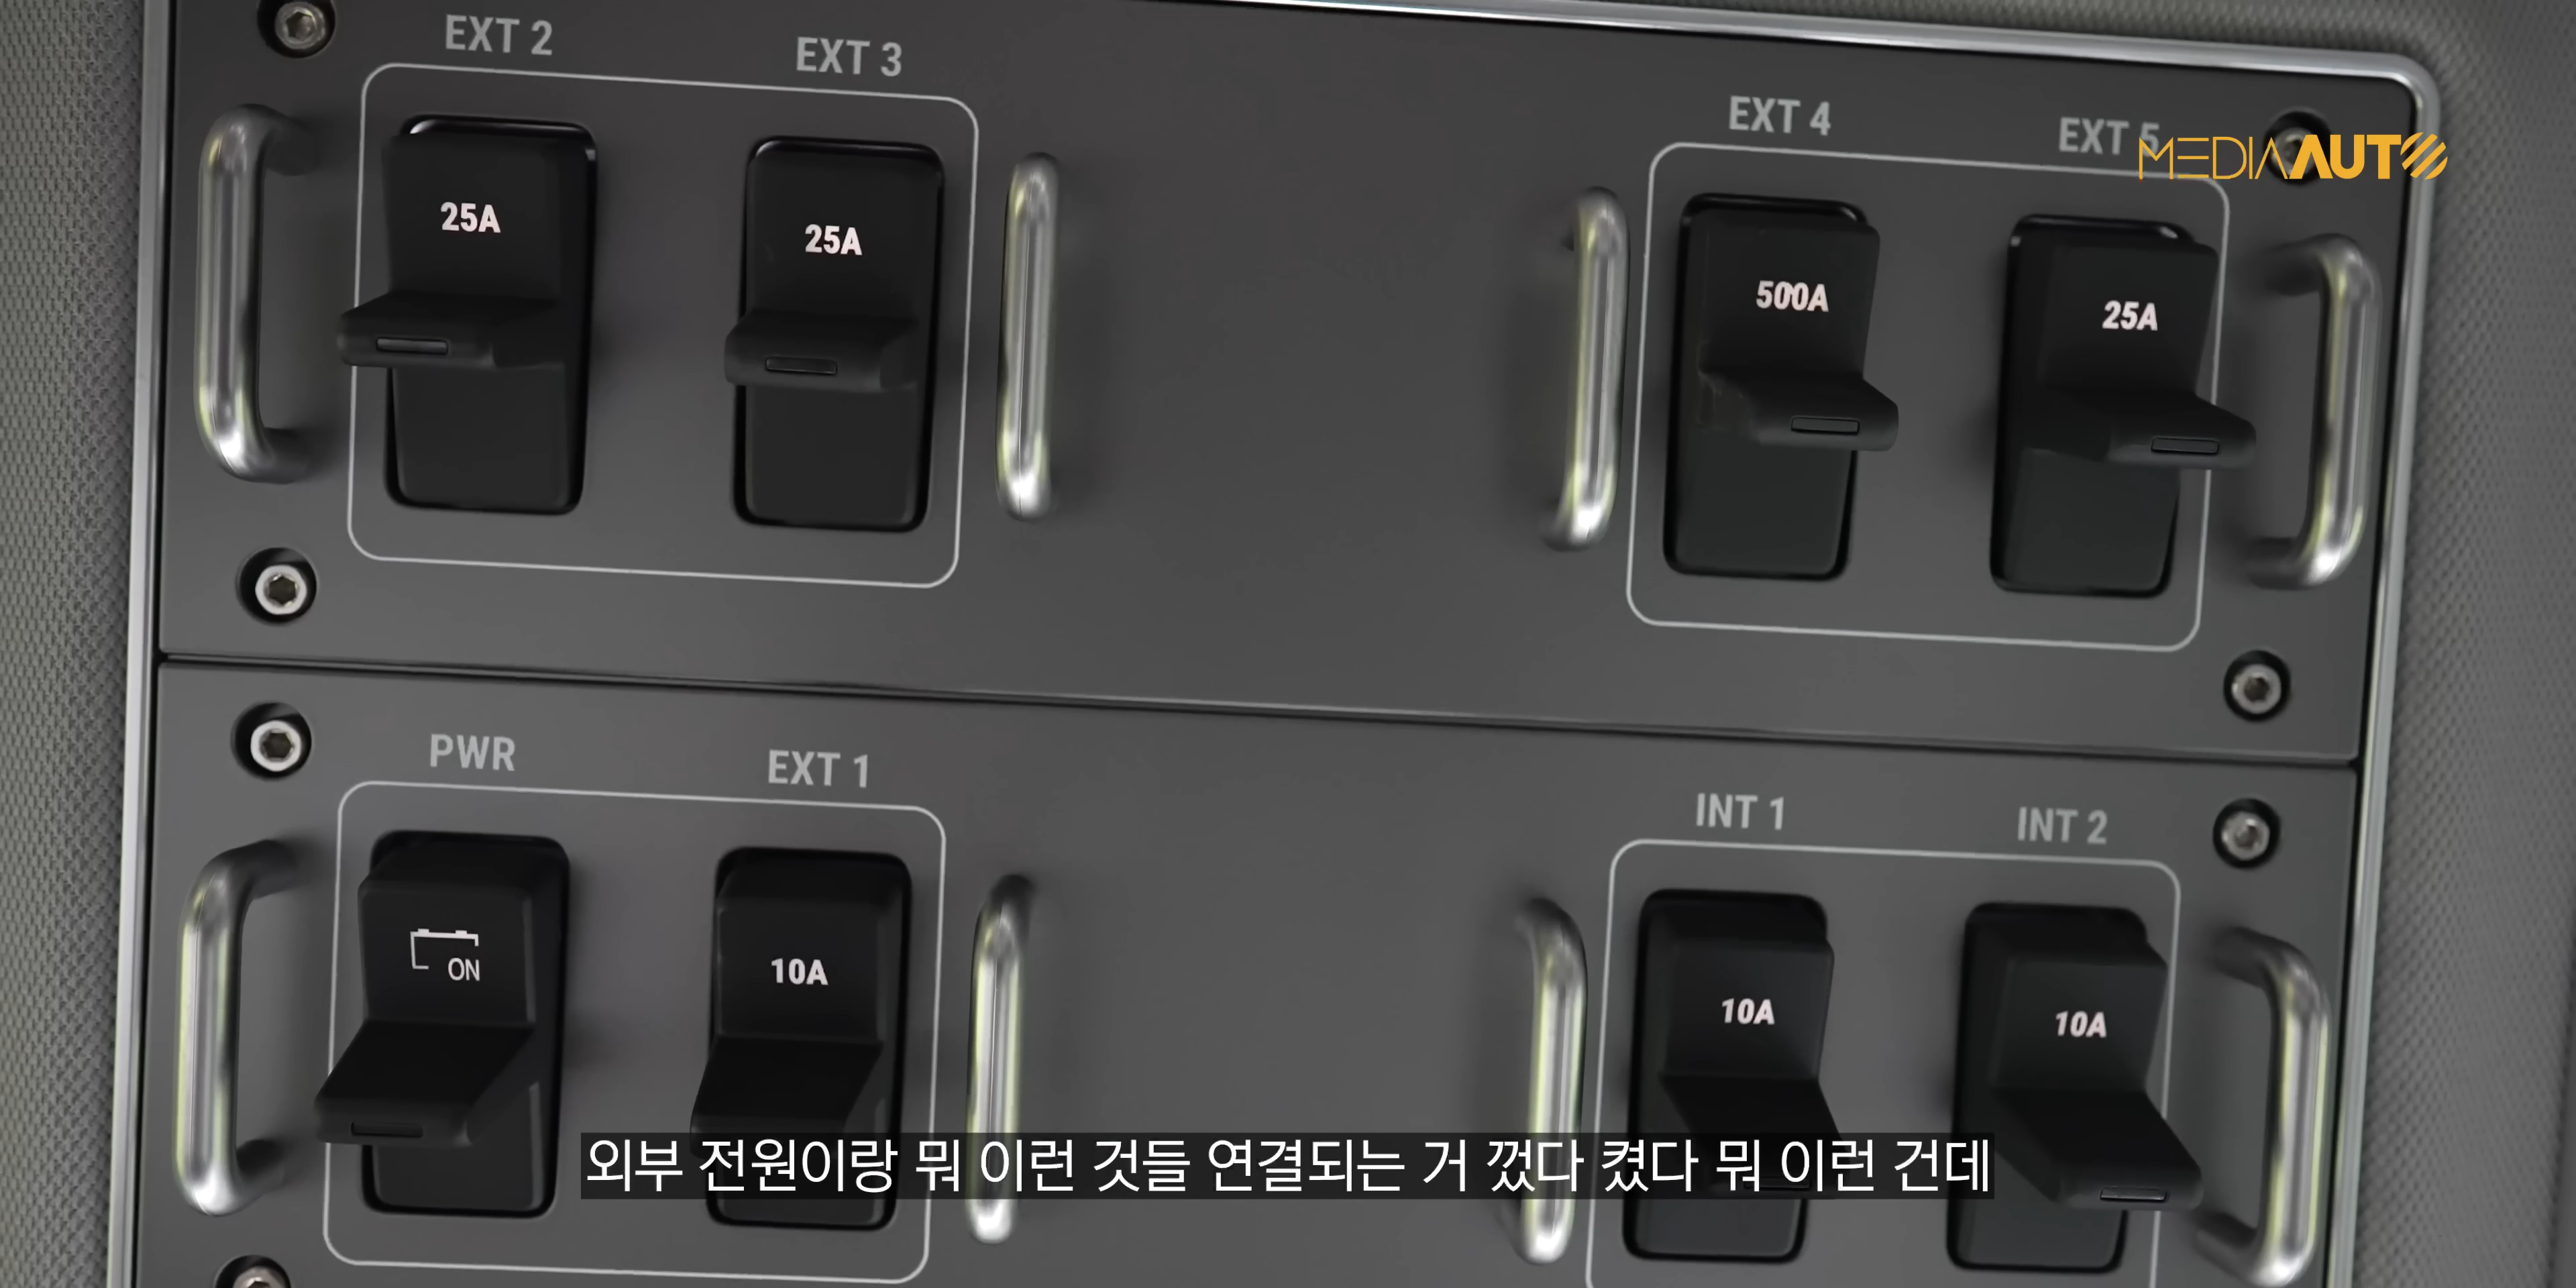 EXT 2
EXT 3
EXT 4
EXT 5
MEDIAAUTO
25A
25A
500A
25A
PWR
EXT 1
INT 1
INT 2
ON
10A
10A
10A
외부 전원이랑 뭐 이런 것들 연결되는 거 껐다 켰다 뭐 이런 건데